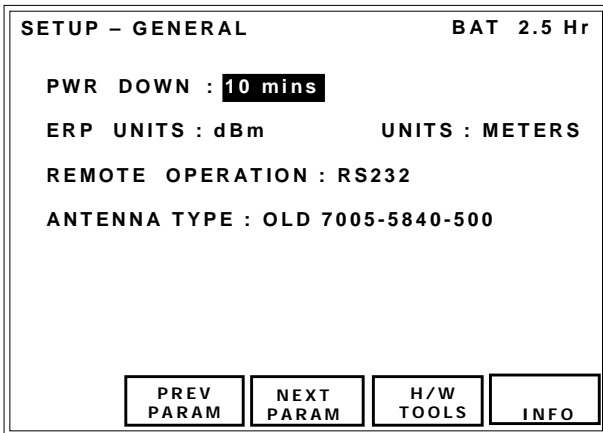 SETUP – GENERAL BAT 2.5 Hr
PWR DOWN : 10 mins
ERP UNITS : dBm UNITS : METERS
REMOTE OPERATION : RS232
ANTENNA TYPE : OLD 7005-5840-500
PREV PARAM NEXT PARAM H/W TOOLS INFO